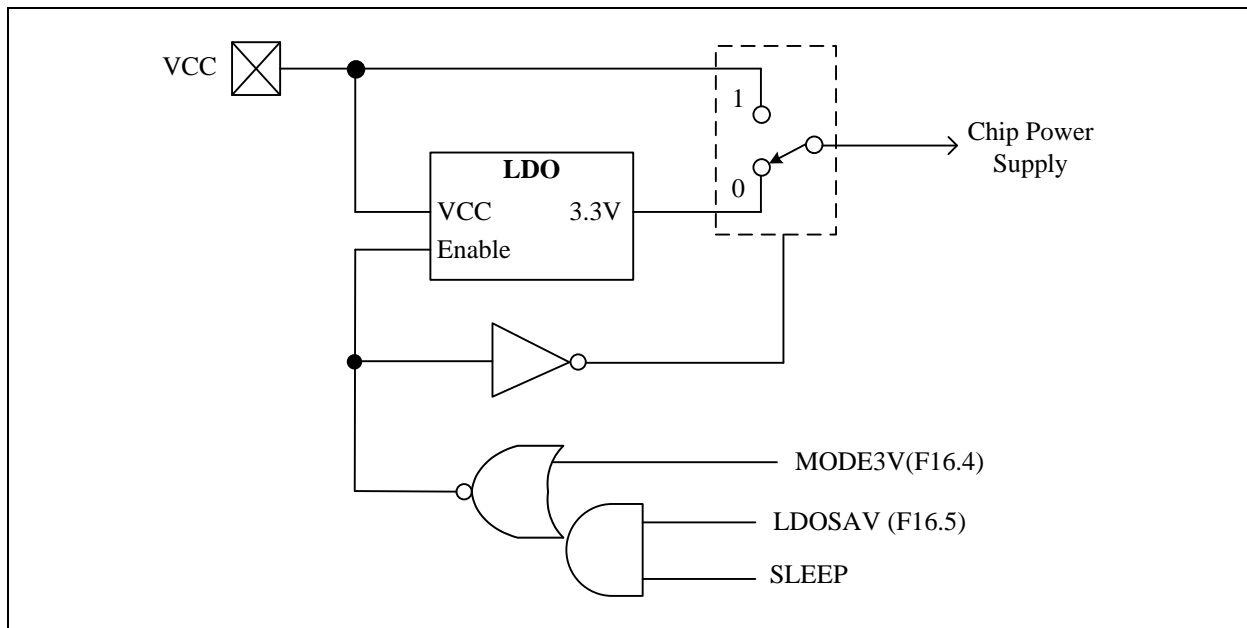 VCC
1
Chip Power
Supply
LDO
0
VCC 3.3V
Enable
MODE3V(F16.4)
LDOSAV (F16.5)
SLEEP